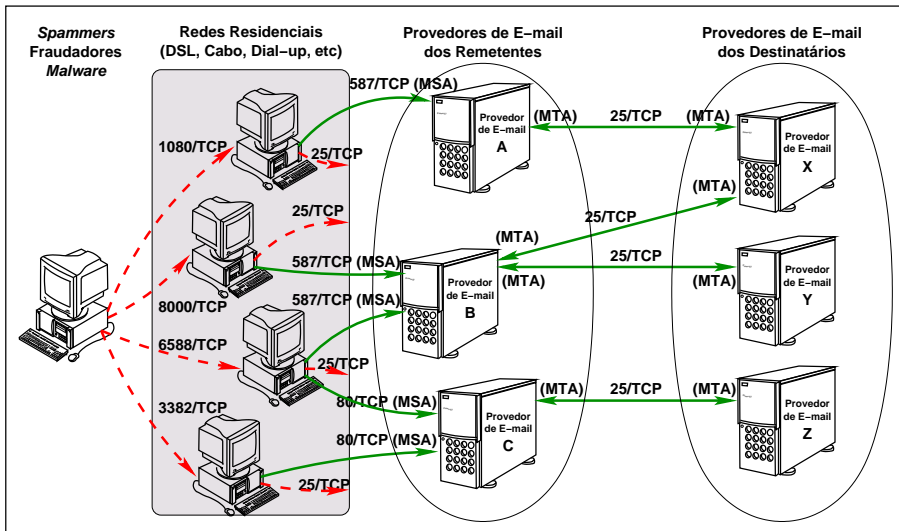 Spammers
Fraudadores
Malware
Redes Residenciais
(DSL, Cabo, Dial−up, etc)
Provedores de E−mail
dos Remetentes
Provedores de E−mail
dos Destinatários
587/TCP (MSA)
1080/TCP
25/TCP
Provedor
de E−mail
A
(MTA)
25/TCP
(MTA)
Provedor
de E−mail
X
25/TCP
(MTA)
25/TCP
(MTA)
8000/TCP
587/TCP (MSA)
587/TCP (MSA)
Provedor
de E−mail
B
(MTA)
25/TCP
(MTA)
Provedor
de E−mail
Y
6588/TCP
25/TCP
80/TCP (MSA)
3382/TCP
80/TCP (MSA)
25/TCP
Provedor
de E−mail
C
(MTA)
25/TCP
(MTA)
Provedor
de E−mail
Z